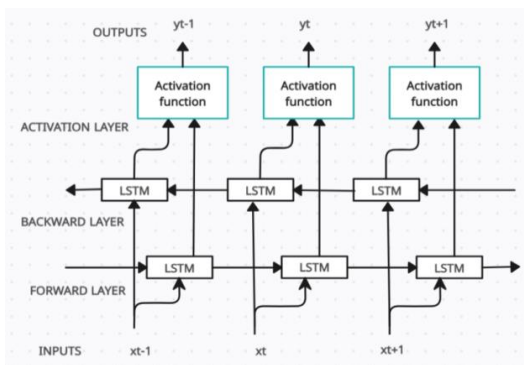 OUTPUTS yt-1 yt yt+1
Activation function Activation function Activation function
ACTIVATION LAYER
LSTM LSTM LSTM
BACKWARD LAYER
LSTM LSTM LSTM
FORWARD LAYER
INPUTS xt-1 xt xt+1